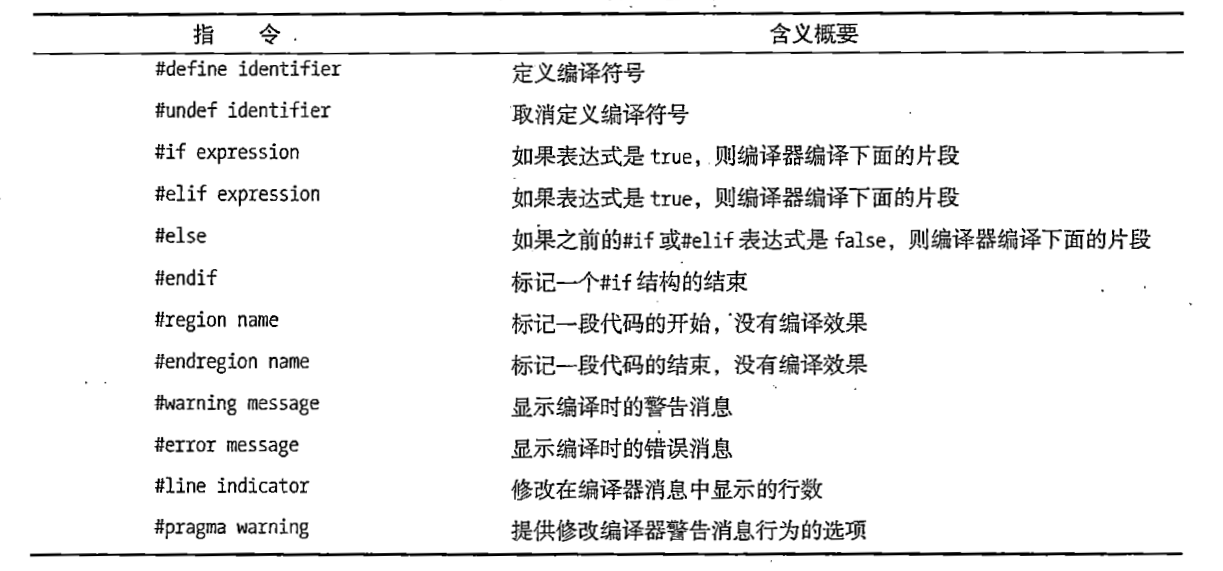 指 令 含义概要
#define identifier 定义编译符号
#undef identifier 取消定义编译符号
#if expression 如果表达式是 true，则编译器编译下面的片段
#elif expression 如果表达式是 true，则编译器编译下面的片段
#else 如果之前的#if 或#elif 表达式是 false，则编译器编译下面的片段
#endif 标记一个#if 结构的结束
#region name 标记一段代码的开始，没有编译效果
#endregion name 标记一段代码的结束，没有编译效果
#warning message 显示编译时的警告消息
#error message 显示编译时的错误消息
#line indicator 修改在编译器消息中显示的行数
#pragma warning 提供修改编译器警告消息行为的选项